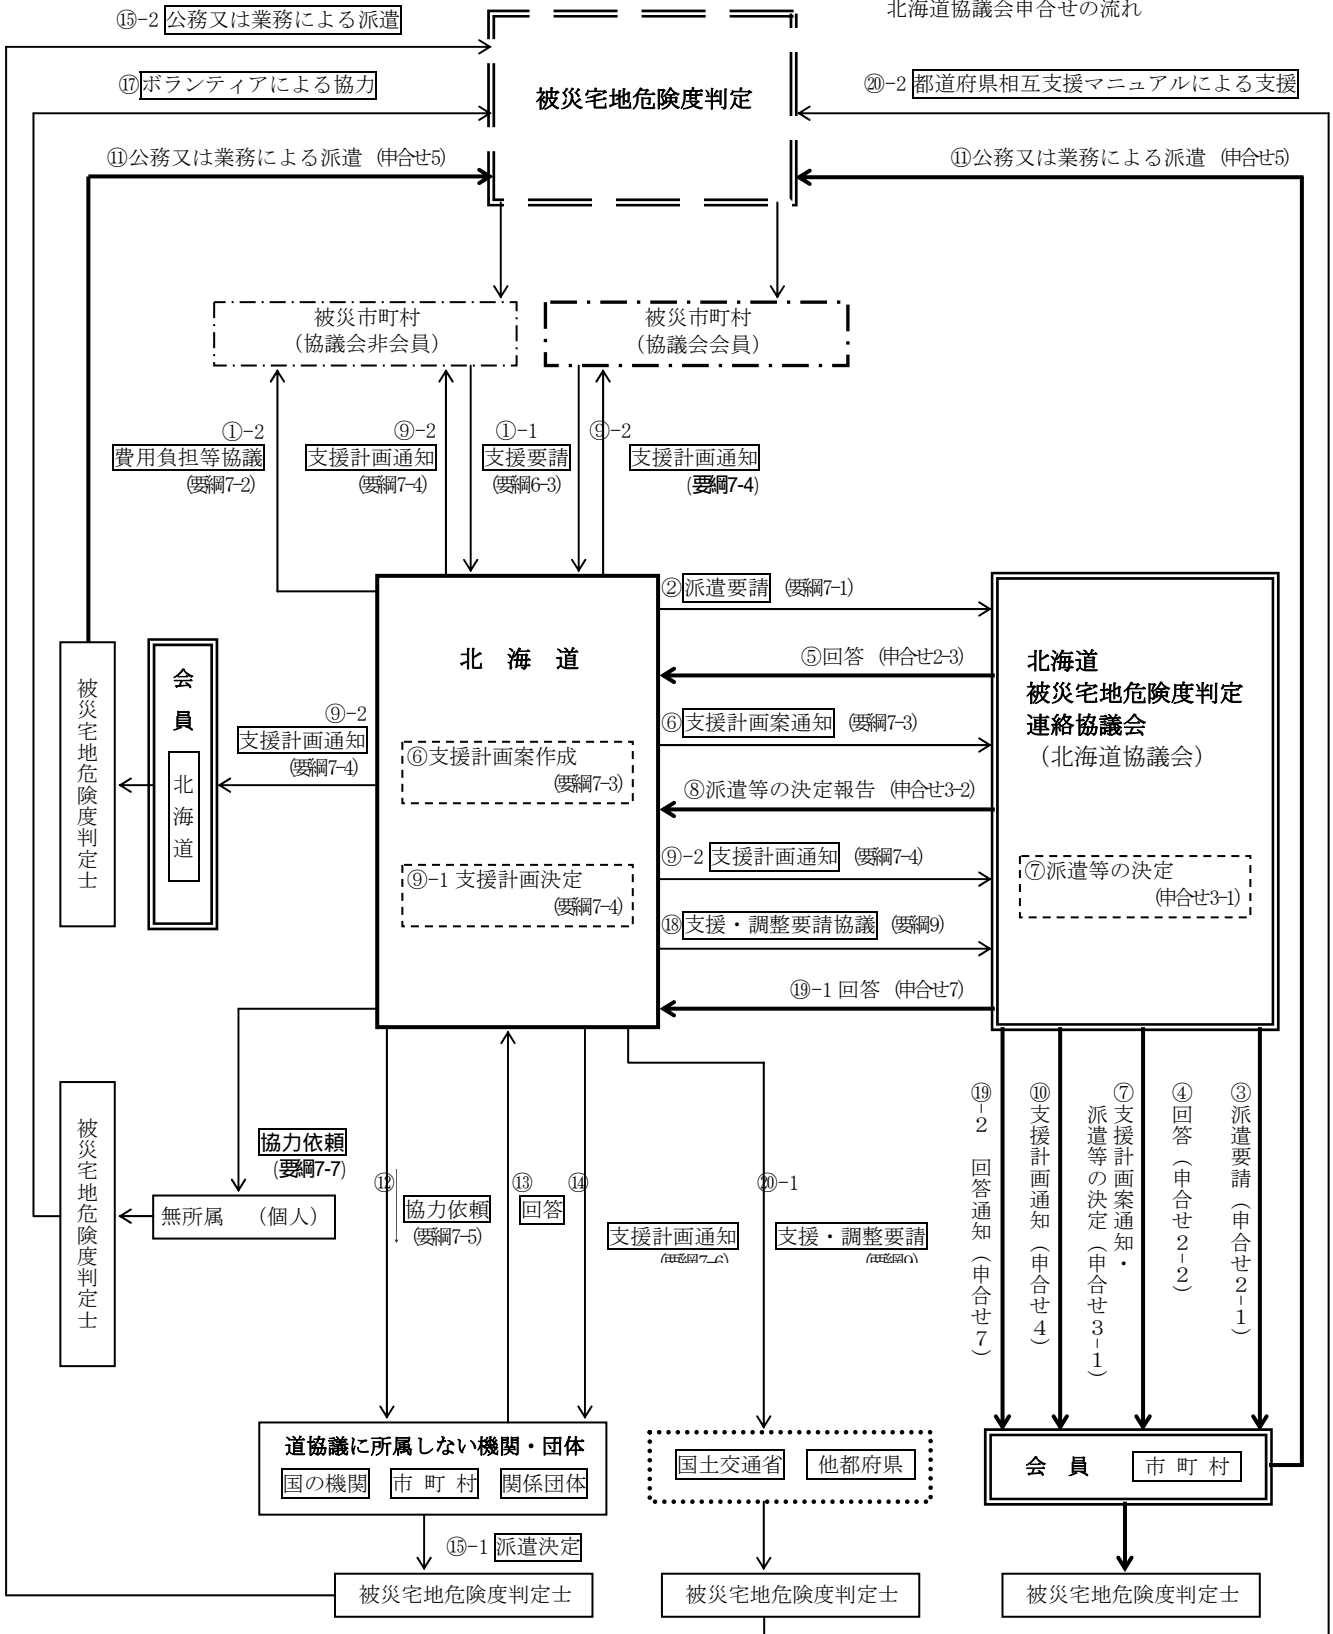 北海道協議会申合せの流れ
⑮-2 公務又は業務による派遣
⑰ボランティアによる協力
被災宅地危険度判定
⑳-2 都道府県相互支援マニュアルによる支援
⑪公務又は業務による派遣 (申合せ5)
⑪公務又は業務による派遣 (申合せ5)
被災市町村
（協議会非会員）
被災市町村
（協議会会員）
①-2
費用負担等協議
(要綱7-2)
⑨-2
支援計画通知
(要綱7-4)
①-1
支援要請
(要綱6-3)
⑨-2
支援計画通知
(要綱7-4)
北 海 道
⑥支援計画案作成
(要綱7-3)
⑨-1 支援計画決定
(要綱7-4)
②派遣要請 (要綱7-1)
⑤回答 (申合せ2-3)
⑥支援計画案通知 (要綱7-3)
⑧派遣等の決定報告 (申合せ3-2)
⑨-2 支援計画通知 (要綱7-4)
⑱支援・調整要請協議 (要綱9)
⑲-1 回答 (申合せ7)
北海道
被災宅地危険度判定
連絡協議会
（北海道協議会）
⑦派遣等の決定
(申合せ3-1)
被災宅地危険度判定士
会員
北海道
⑨-2
支援計画通知
(要綱7-4)
被災宅地危険度判定士
協力依頼
(要綱7-7)
無所属 （個人）
⑫
協力依頼
(要綱7-5)
⑬
回答
⑭
支援計画通知
(要綱7-6)
⑳-1
支援・調整要請
(要綱9)
⑲-2 回答通知（申合せ７）
⑩支援計画通知（申合せ４）
⑦支援計画案通知・
派遣等の決定（申合せ３-１）
④回答（申合せ２-２）
③派遣要請（申合せ２-１）
道協議に所属しない機関・団体
国の機関 市 町 村 関係団体
国土交通省 他都府県
会 員 市 町 村
⑮-1 派遣決定
被災宅地危険度判定士
被災宅地危険度判定士
被災宅地危険度判定士